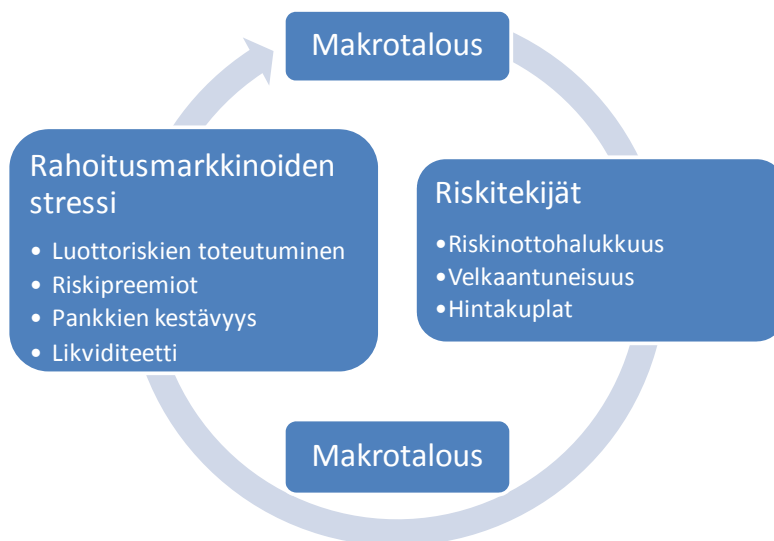 Makrotalous
Rahoitusmarkkinoiden
stressi
• Luottoriskien toteutuminen
• Riskipreemiot
• Pankkien kestävyys
• Likviditeetti
Riskitekijät
•Riskinottohalukkuus
•Velkaantuneisuus
•Hintakuplat
Makrotalous